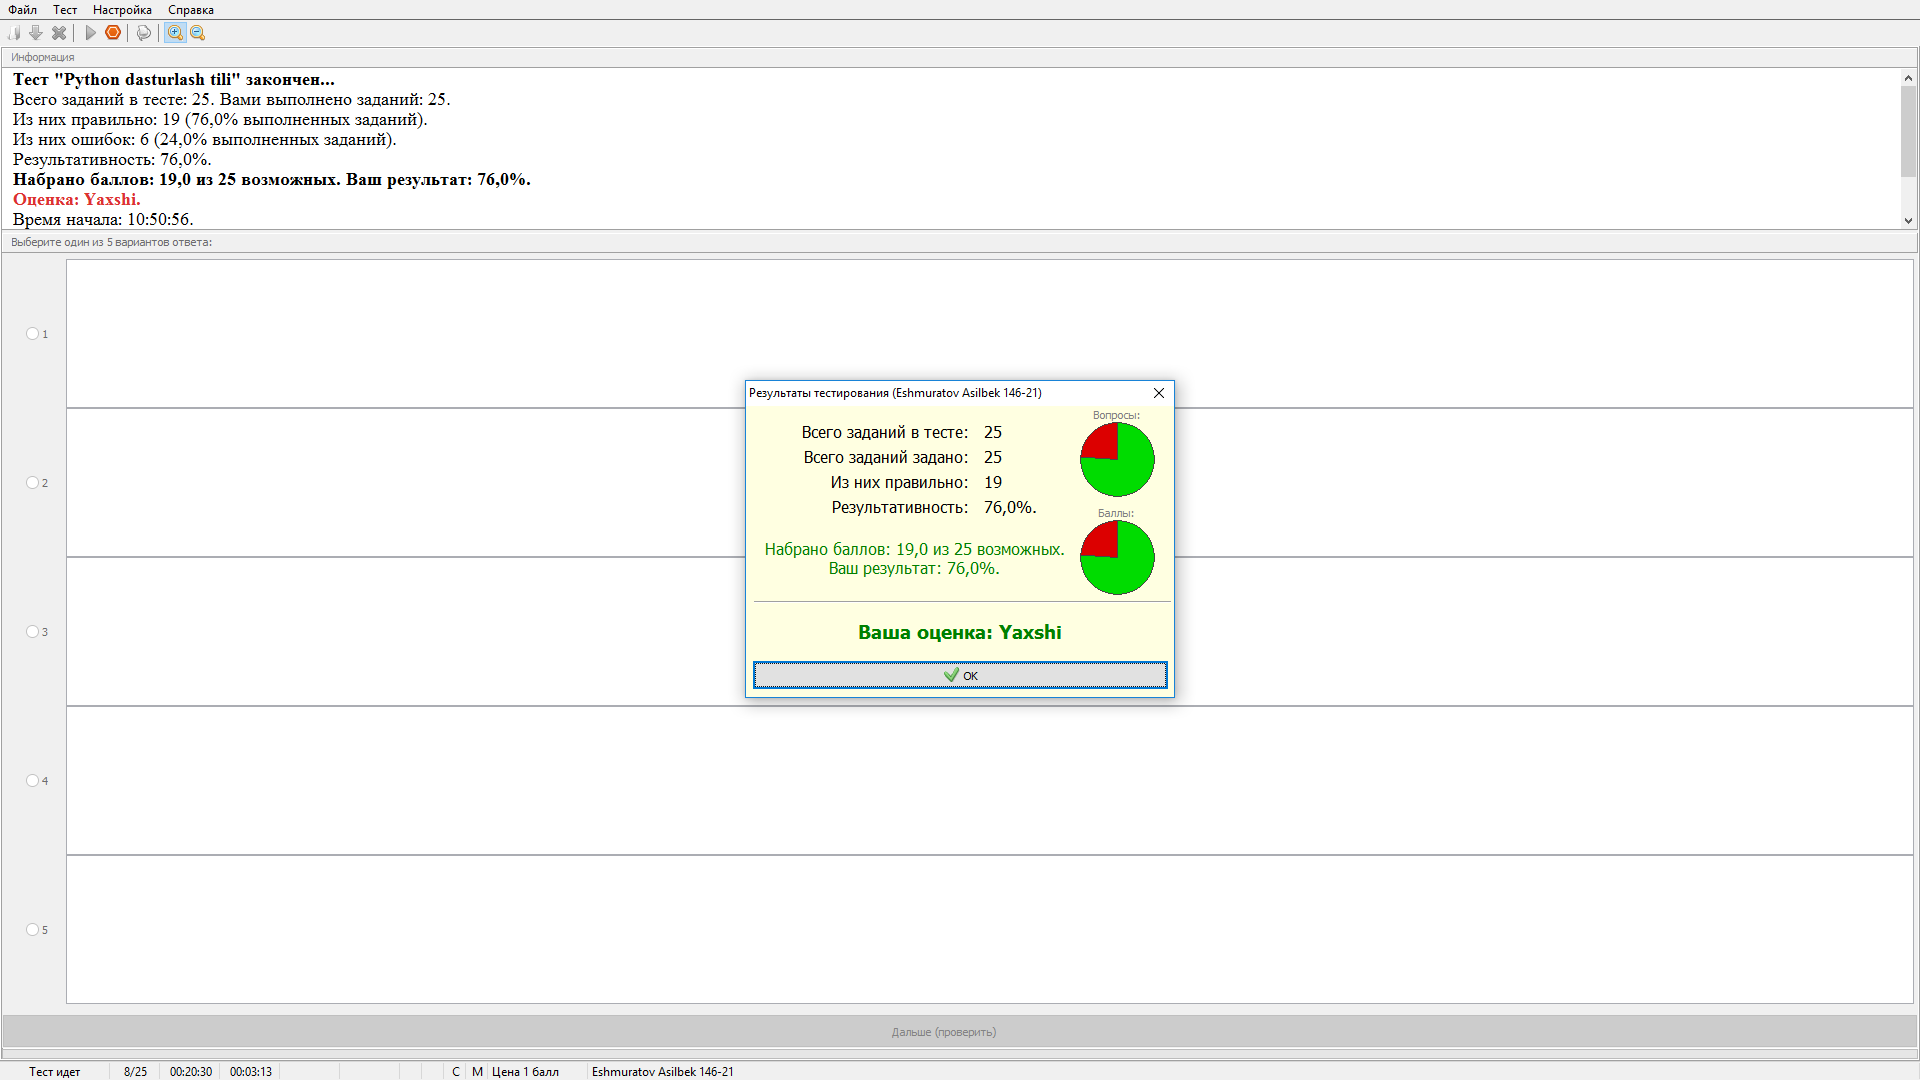 Файл Тест Настройка Справка
Информация
Тест "Python dasturlash tili" закончен...
Всего заданий в тесте: 25. Вами выполнено заданий: 25.
Из них правильно: 19 (76,0% выполненных заданий).
Из них ошибок: 6 (24,0% выполненных заданий).
Результативность: 76,0%.
Набрано баллов: 19,0 из 25 возможных. Ваш результат: 76,0%.
Оценка: Yaxshi.
Время начала: 10:50:56.
Выберите один из 5 вариантов ответа:
1
2
3
4
5
Результаты тестирования (Eshmuratov Asilbek 146-21)
Вопросы:
Всего заданий в тесте: 25
Всего заданий задано: 25
Из них правильно: 19
Результативность: 76,0%.
Баллы:
Набрано баллов: 19,0 из 25 возможных.
Ваш результат: 76,0%.
Ваша оценка: Yaxshi
OK
Дальше (проверить)
Тест идет 8/25 00:20:30 00:03:13 С М Цена 1 балл Eshmuratov Asilbek 146-21